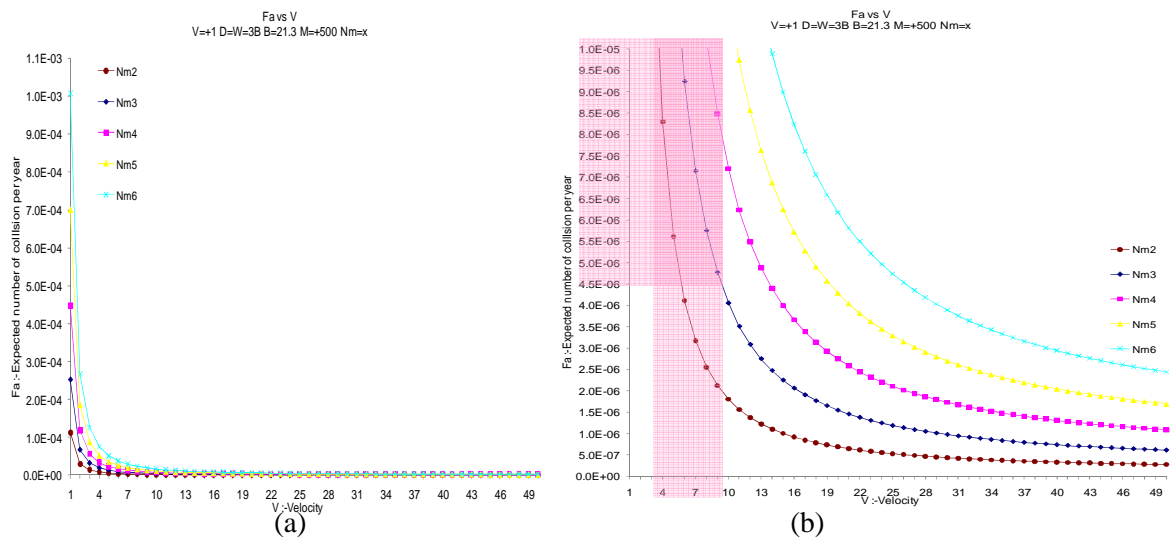 Fa vs V
V=+1 D=W=3B B=21.3 M=+500 Nm=x
Fa :-Expected number of collision per year
1.1E-03
1.0E-03
9.0E-04
8.0E-04
7.0E-04
6.0E-04
5.0E-04
4.0E-04
3.0E-04
2.0E-04
1.0E-04
0.0E+00
Nm2
Nm3
Nm4
Nm5
Nm6
1 4 7 10 13 16 19 22 25 28 31 34 37 40 43 46 49
V :-Velocity
(a)
Fa vs V
V=+1 D=W=3B B=21.3 M=+500 Nm=x
Fa :-Expected number of collision per year
1.0E-05
9.5E-06
9.0E-06
8.5E-06
8.0E-06
7.5E-06
7.0E-06
6.5E-06
6.0E-06
5.5E-06
5.0E-06
4.5E-06
4.0E-06
3.5E-06
3.0E-06
2.5E-06
2.0E-06
1.5E-06
1.0E-06
5.0E-07
0.0E+00
Nm2
Nm3
Nm4
Nm5
Nm6
1 4 7 10 13 16 19 22 25 28 31 34 37 40 43 46 49
V :-Velocity
(b)